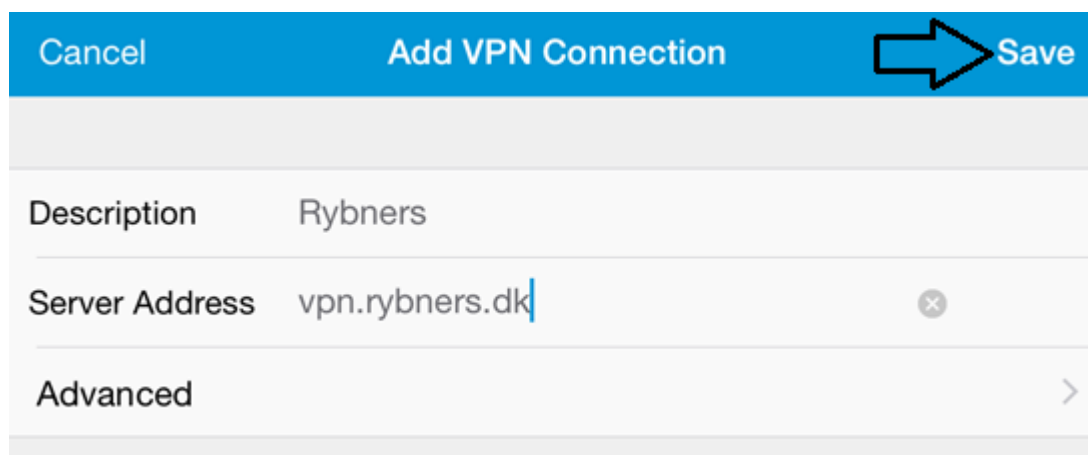 Cancel Add VPN Connection Save
Description Rybners
Server Address vpn.rybners.dk
Advanced